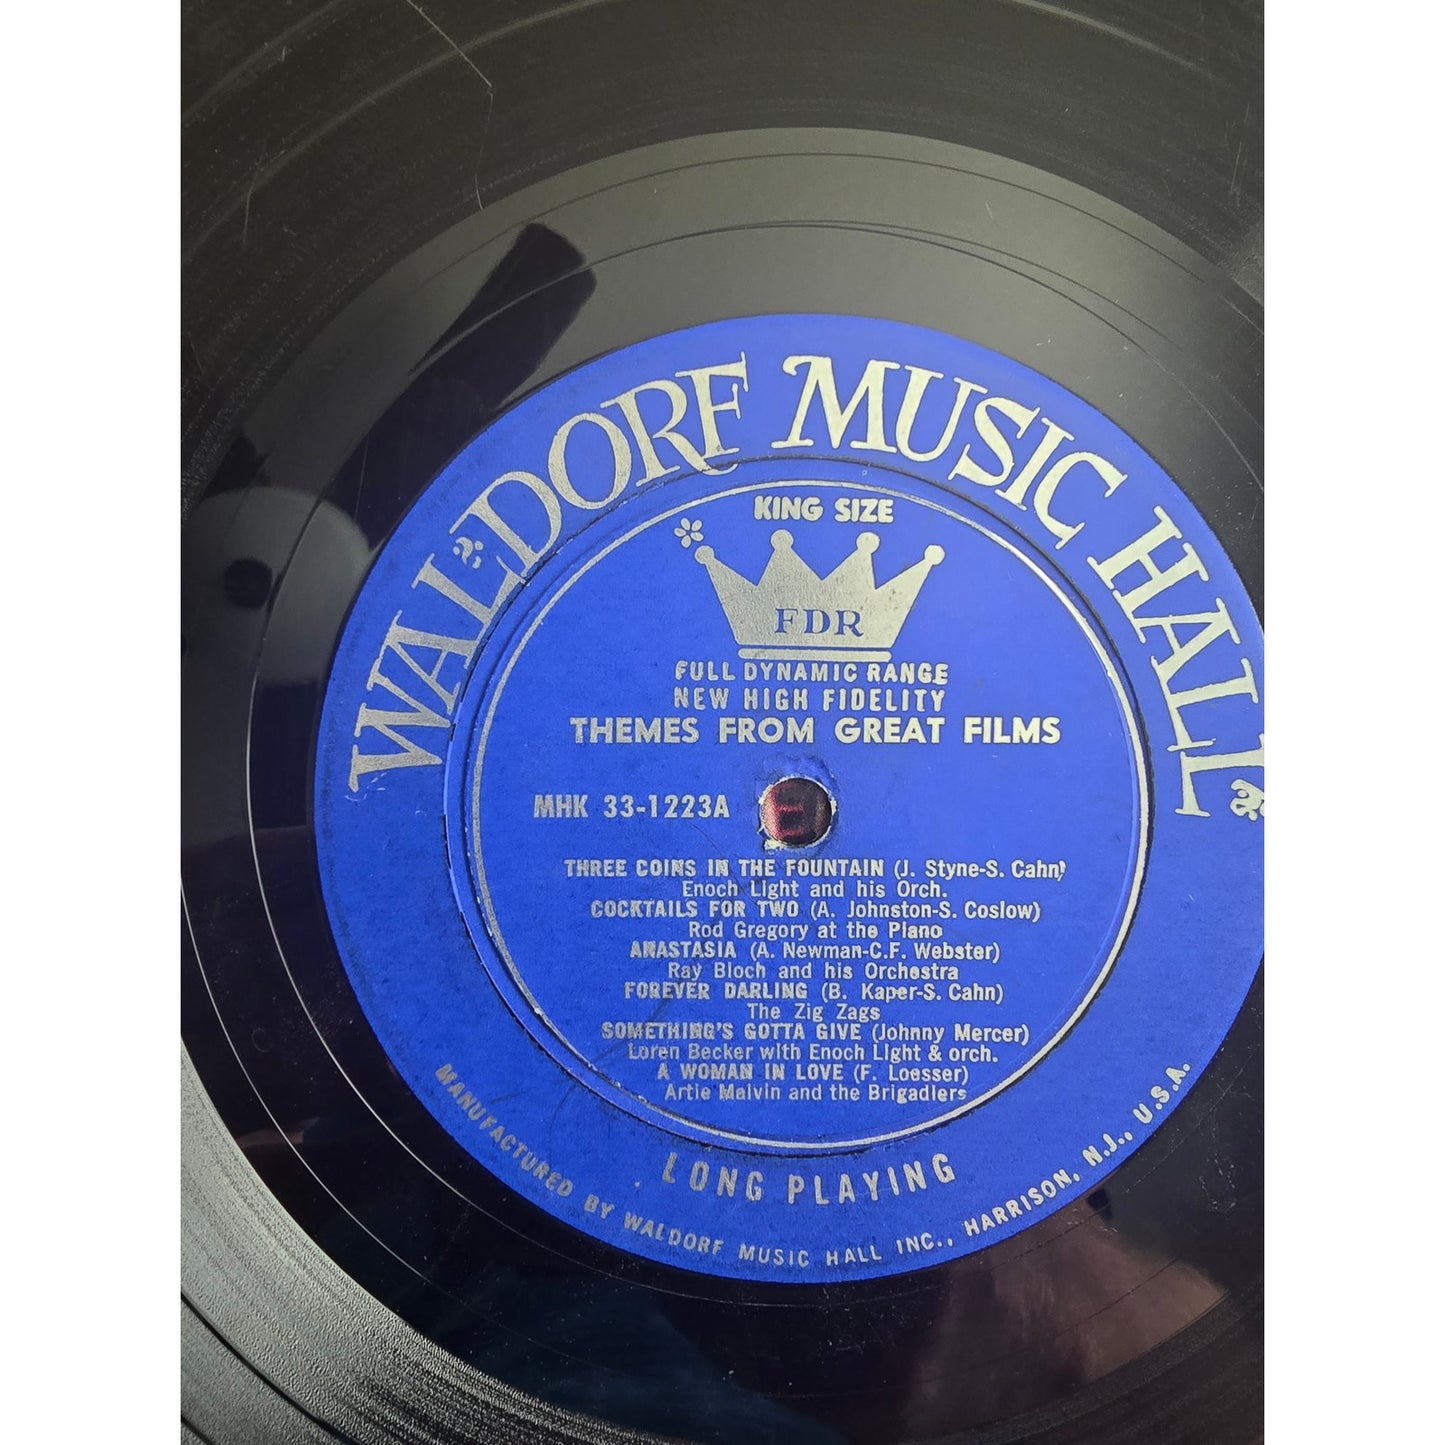 WALDORF MUSIC HALL
KING SIZE
FDR
FULL DYNAMIC RANGE
NEW HIGH FIDELITY
THEMES FROM GREAT FILMS
MHK 33-1223A
THREE COINS IN THE FOUNTAIN (J. Styne-S. Cahn)
Enoch Light and his Orch.
COCKTAILS FOR TWO (A. Johnston-S. Coslow)
Rod Gregory at the Piano
ANASTASIA (A. Newman-C.F. Webster)
Ray Bloch and his Orchestra
FOREVER DARLING (B. Kaper-S. Cahn)
The Zig Zags
SOMETHING'S GOTTA GIVE (Johnny Mercer)
Loren Becker with Enoch Light & orch.
A WOMAN IN LOVE (F. Loesser)
Artie Malvin and the Brigadiers
LONG PLAYING
MANUFACTURED BY WALDORF MUSIC HALL INC., HARRISON, N.J., U.S.A.